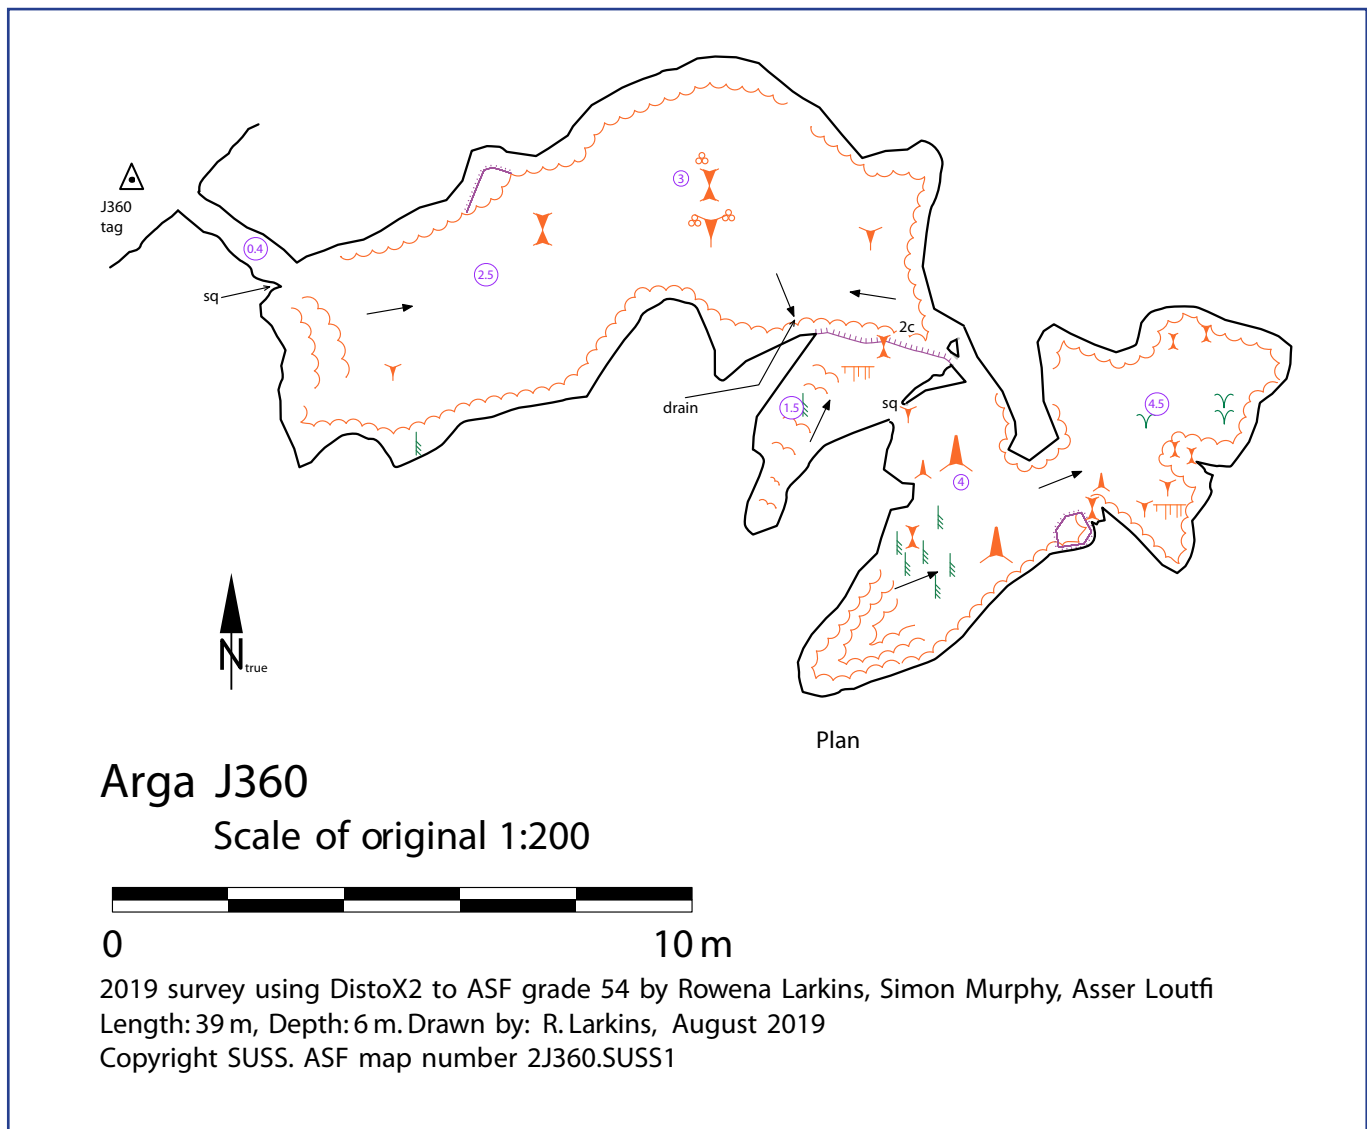 J360
tag
0.4
sq
2.5
3
2c
drain
1.5
sq
4
4.5
N true
Plan
Arga J360
Scale of original 1:200
0 10 m
2019 survey using DistoX2 to ASF grade 54 by Rowena Larkins, Simon Murphy, Asser Loutfi
Length: 39 m, Depth: 6 m. Drawn by: R. Larkins, August 2019
Copyright SUSS. ASF map number 2J360.SUSS1